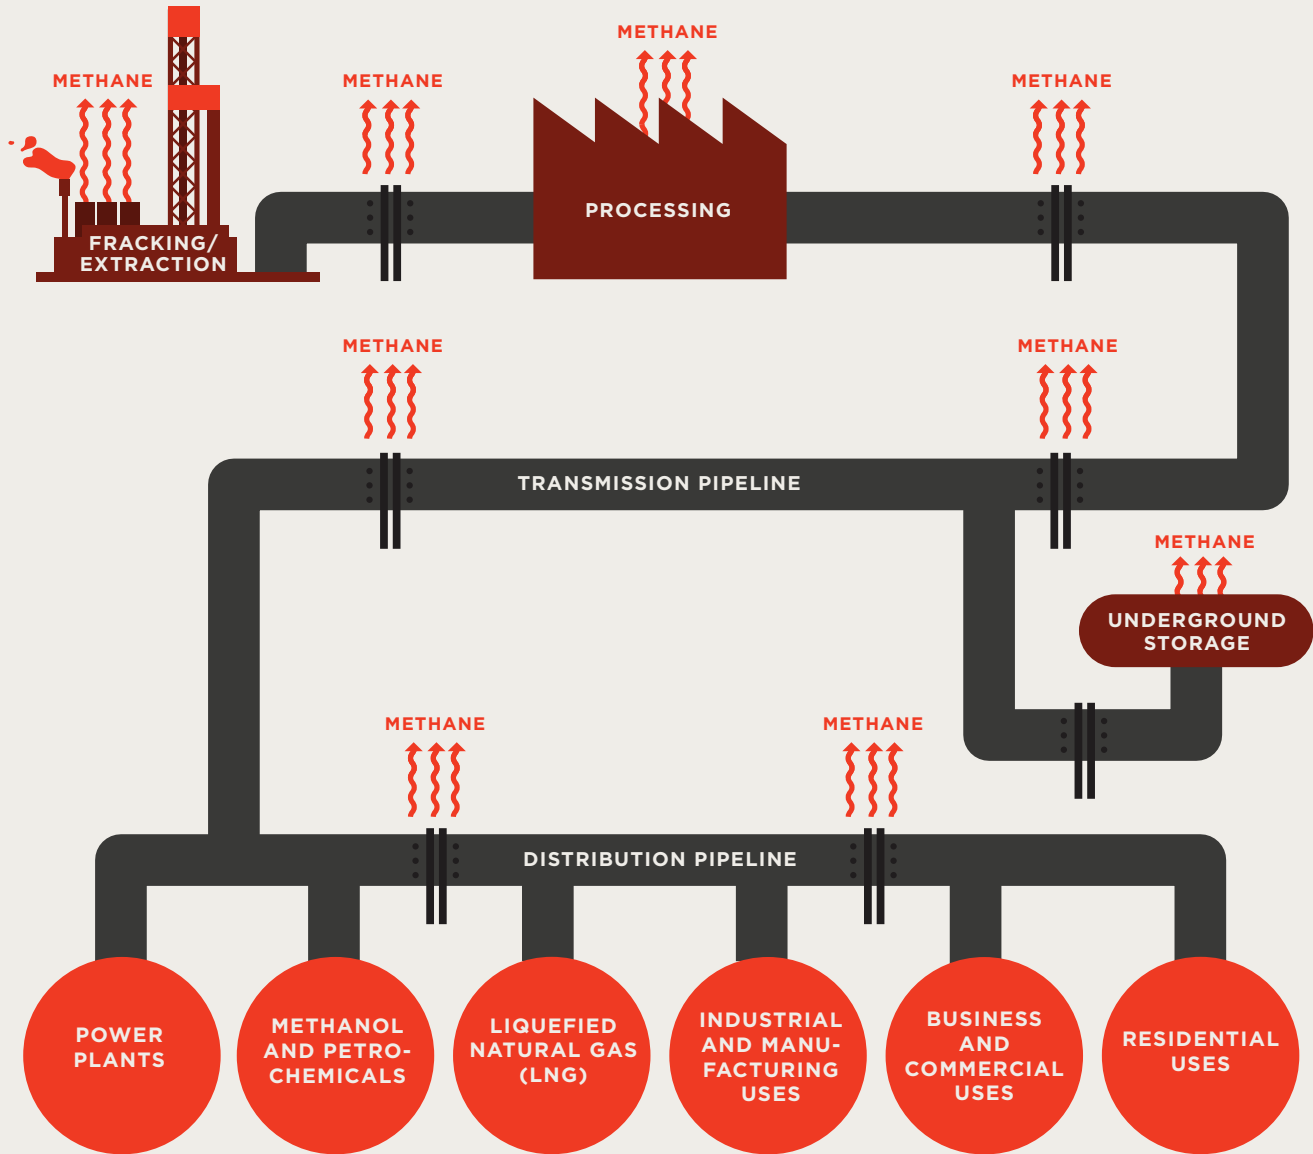 METHANE
METHANE
METHANE
METHANE
FRACKING/
EXTRACTION
PROCESSING
METHANE
METHANE
TRANSMISSION PIPELINE
METHANE
UNDERGROUND
STORAGE
METHANE
METHANE
DISTRIBUTION PIPELINE
POWER
PLANTS
METHANOL
AND PETRO-
CHEMICALS
LIQUEFIED
NATURAL GAS
(LNG)
INDUSTRIAL
AND MANU-
FACTURING
USES
BUSINESS
AND
COMMERCIAL
USES
RESIDENTIAL
USES